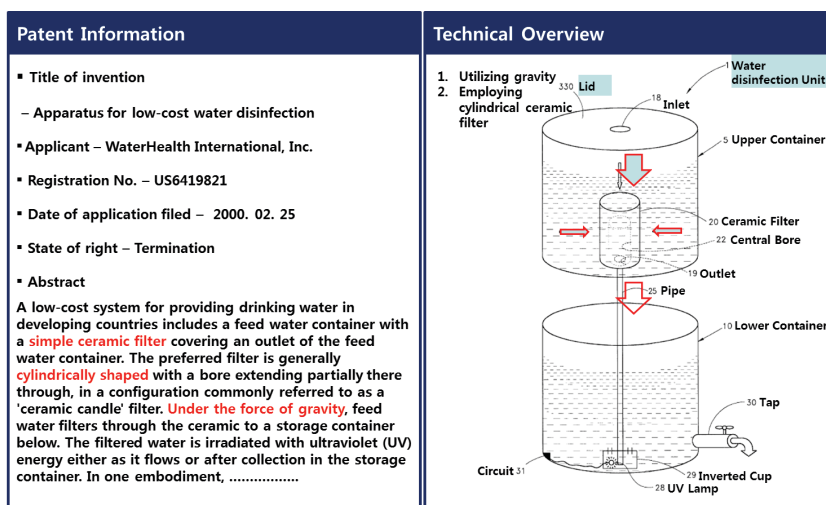 Patent Information
▪ Title of invention
– Apparatus for low-cost water disinfection
▪ Applicant – WaterHealth International, Inc.
▪ Registration No. – US6419821
▪ Date of application filed – 2000. 02. 25
▪ State of right – Termination
▪ Abstract
A low-cost system for providing drinking water in
developing countries includes a feed water container with
a simple ceramic filter covering an outlet of the feed
water container. The preferred filter is generally
cylindrically shaped with a bore extending partially there
through, in a configuration commonly referred to as a
'ceramic candle' filter. Under the force of gravity, feed
water filters through the ceramic to a storage container
below. The filtered water is irradiated with ultraviolet (UV)
energy either as it flows or after collection in the storage
container. In one embodiment, ……………..
Technical Overview
1. Utilizing gravity
2. Employing
cylindrical ceramic
filter
1 Water
disinfection Unit
330 Lid
18 Inlet
5 Upper Container
20 Ceramic Filter
22 Central Bore
19 Outlet
25 Pipe
10 Lower Container
30 Tap
Circuit 31
29 Inverted Cup
28 UV Lamp